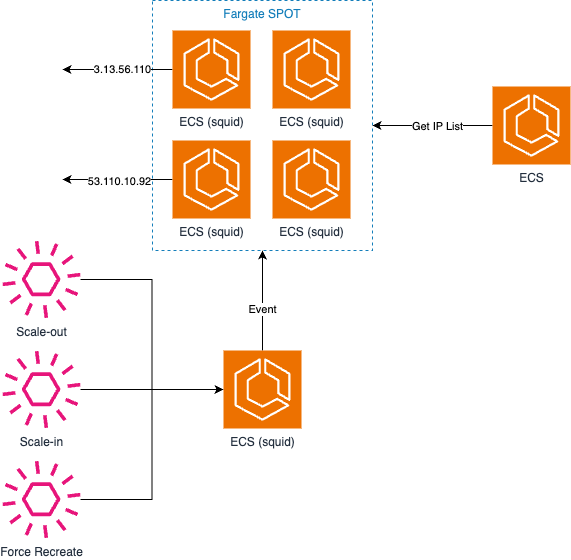 Fargate SPOT
3.13.56.110
ECS (squid)
ECS (squid)
Get IP List
ECS
53.110.10.92
ECS (squid)
ECS (squid)
Event
Scale-out
Scale-in
ECS (squid)
Force Recreate